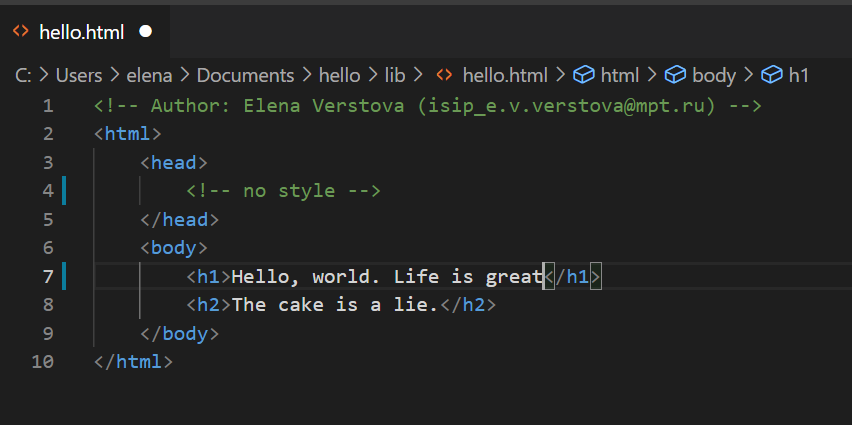 hello.html
C: > Users > elena > Documents > hello > lib > hello.html > html > body > h1
1 <!-- Author: Elena Verstova (isip_e.v.verstova@mpt.ru) -->
2 <html>
3 <head>
4 <!-- no style -->
5 </head>
6 <body>
7 <h1>Hello, world. Life is great</h1>
8 <h2>The cake is a lie.</h2>
9 </body>
10 </html>